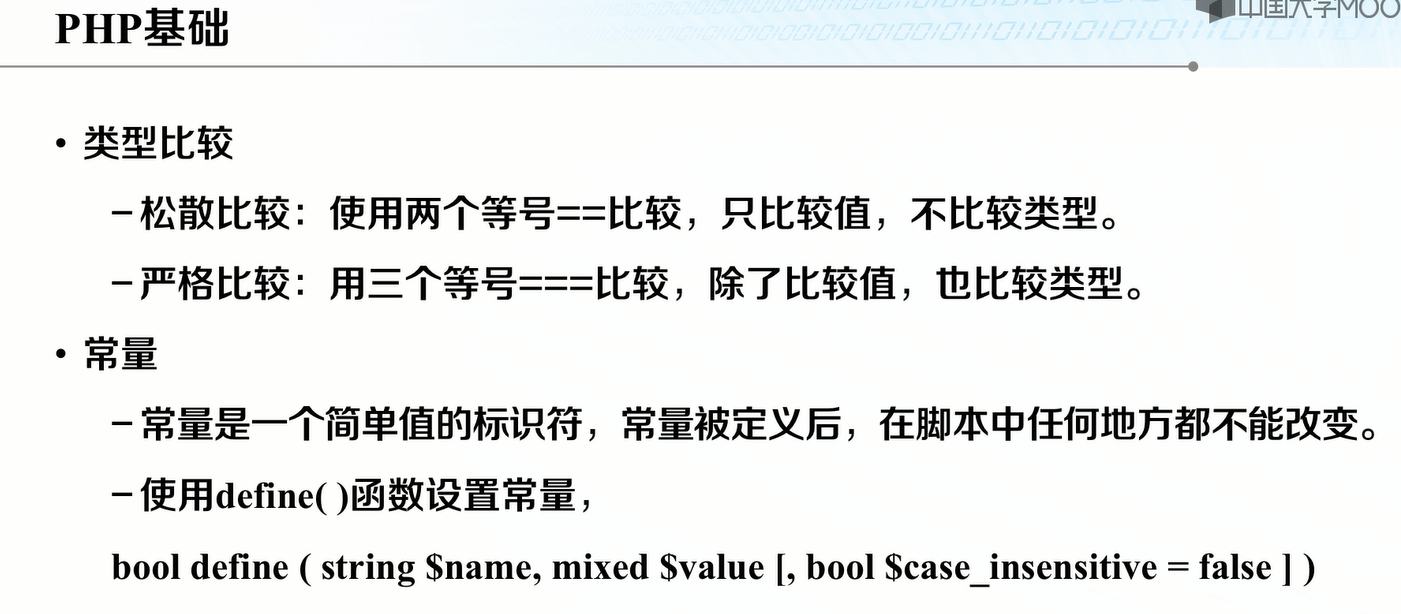 PHP基础
中国大学MOO
• 类型比较
– 松散比较：使用两个等号==比较，只比较值，不比较类型。
– 严格比较：用三个等号===比较，除了比较值，也比较类型。
• 常量
– 常量是一个简单值的标识符，常量被定义后，在脚本中任何地方都不能改变。
– 使用define( )函数设置常量，
bool define ( string $name, mixed $value [, bool $case_insensitive = false ] )